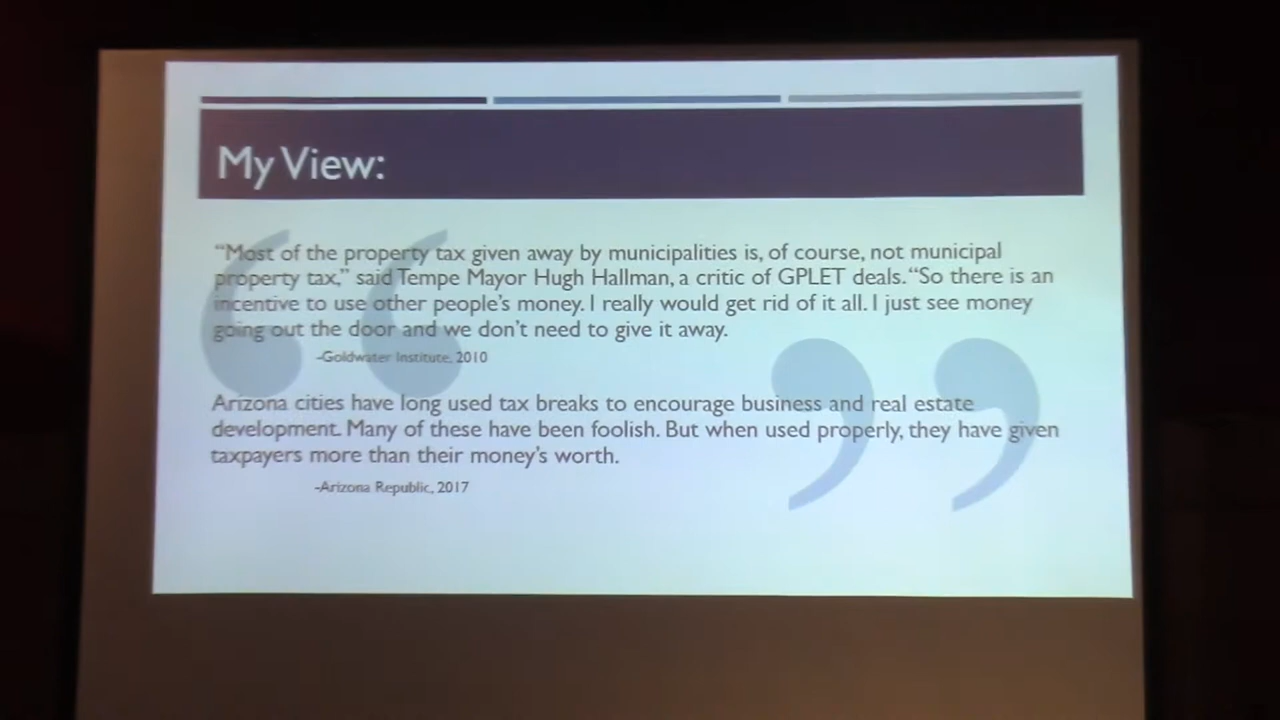 My View:
“Most of the property tax given away by municipalities is, of course, not municipal
property tax,” said Tempe Mayor Hugh Hallman, a critic of GPLET deals. “So there is an
incentive to use other people’s money. I really would get rid of it all. I just see money
going out the door and we don’t need to give it away.
-Goldwater Institute, 2010
Arizona cities have long used tax breaks to encourage business and real estate
development. Many of these have been foolish. But when used properly, they have given
taxpayers more than their money’s worth.
-Arizona Republic, 2017